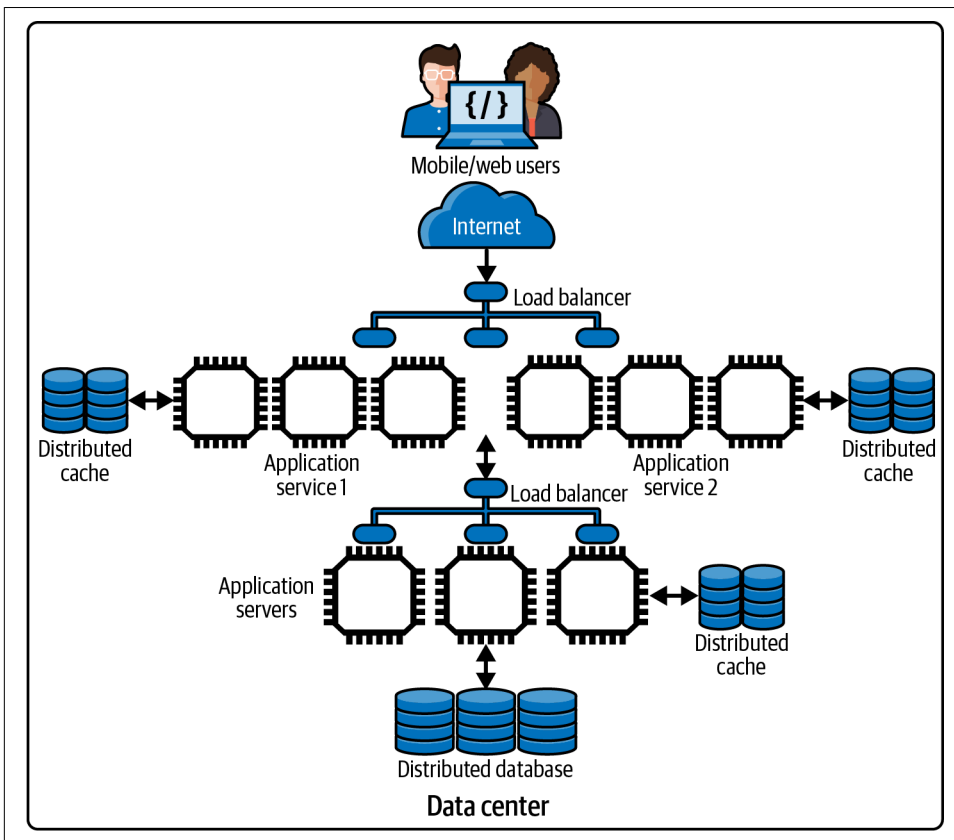 {/}
Mobile/web users
Internet
Load balancer
Distributed
cache
Application
service 1
Application
service 2
Distributed
cache
Load balancer
Application
servers
Distributed
cache
Distributed database
Data center